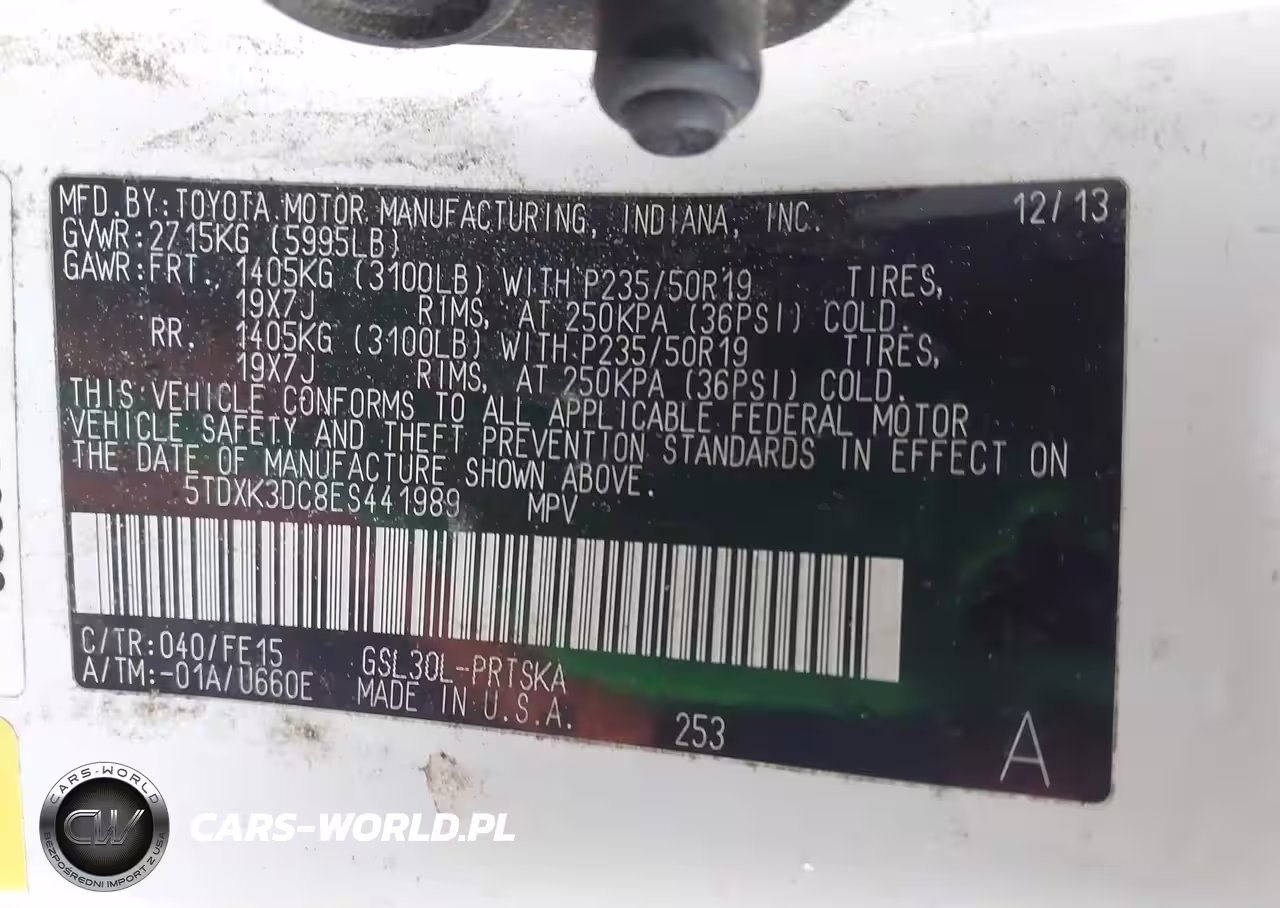 MFD.BY:TOYOTA MOTOR MANUFACTURING, INDIANA, INC. 12/13
GVWR:2715KG (5995LB)
GAWR:FRT. 1405KG (3100LB) WITH P235/50R19 TIRES,
19X7J RIMS, AT 250KPA (36PSI) COLD.
RR. 1405KG (3100LB) WITH P235/50R19 TIRES,
19X7J RIMS, AT 250KPA (36PSI) COLD.
THIS VEHICLE CONFORMS TO ALL APPLICABLE FEDERAL MOTOR
VEHICLE SAFETY AND THEFT PREVENTION STANDARDS IN EFFECT ON
THE DATE OF MANUFACTURE SHOWN ABOVE.
5TDXK3DC8ES441989 MPV
C/TR:040/FE15 GSL30L-PRTSKA
A/TM:-01A/U660E MADE IN U.S.A.
253
A
CARS-WORLD
CW
BEZPOŚREDNI IMPORT Z USA
CARS-WORLD.PL